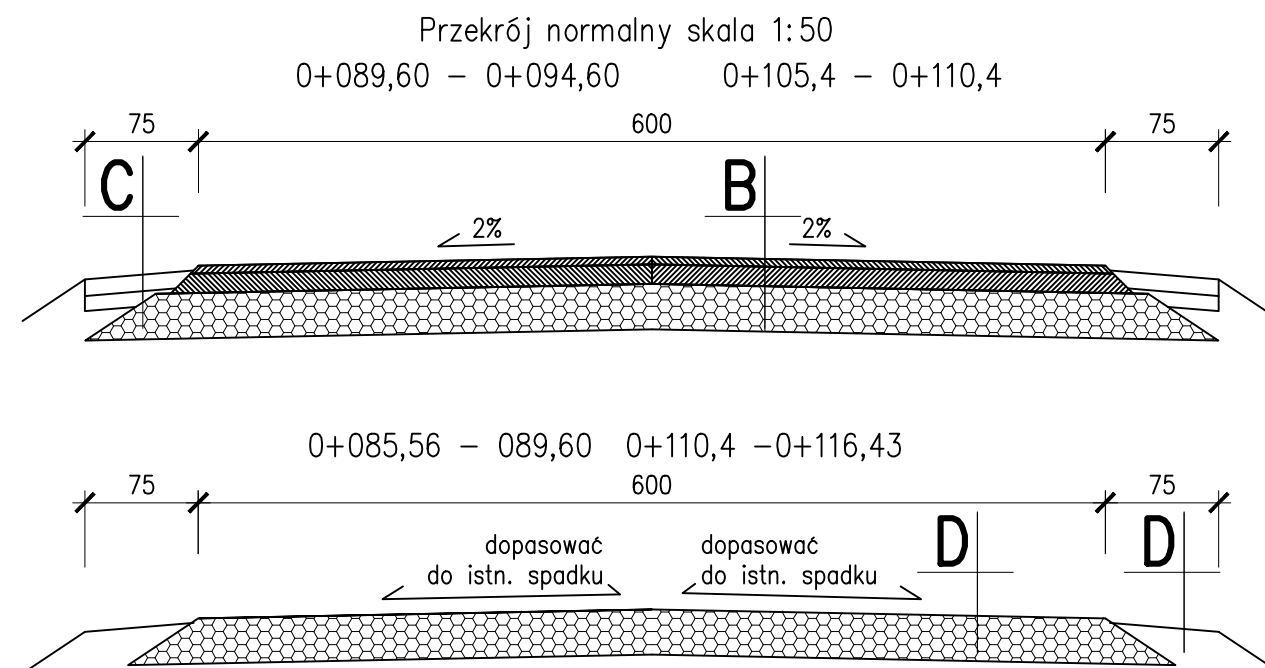 Przekrój normalny skala 1:50
0+089,60 – 0+094,60 0+105,4 – 0+110,4
75 600 75
C B
2% 2%
0+085,56 – 089,60 0+110,4 –0+116,43
75 600 75
D D
dopasować
do istn. spadku
dopasować
do istn. spadku